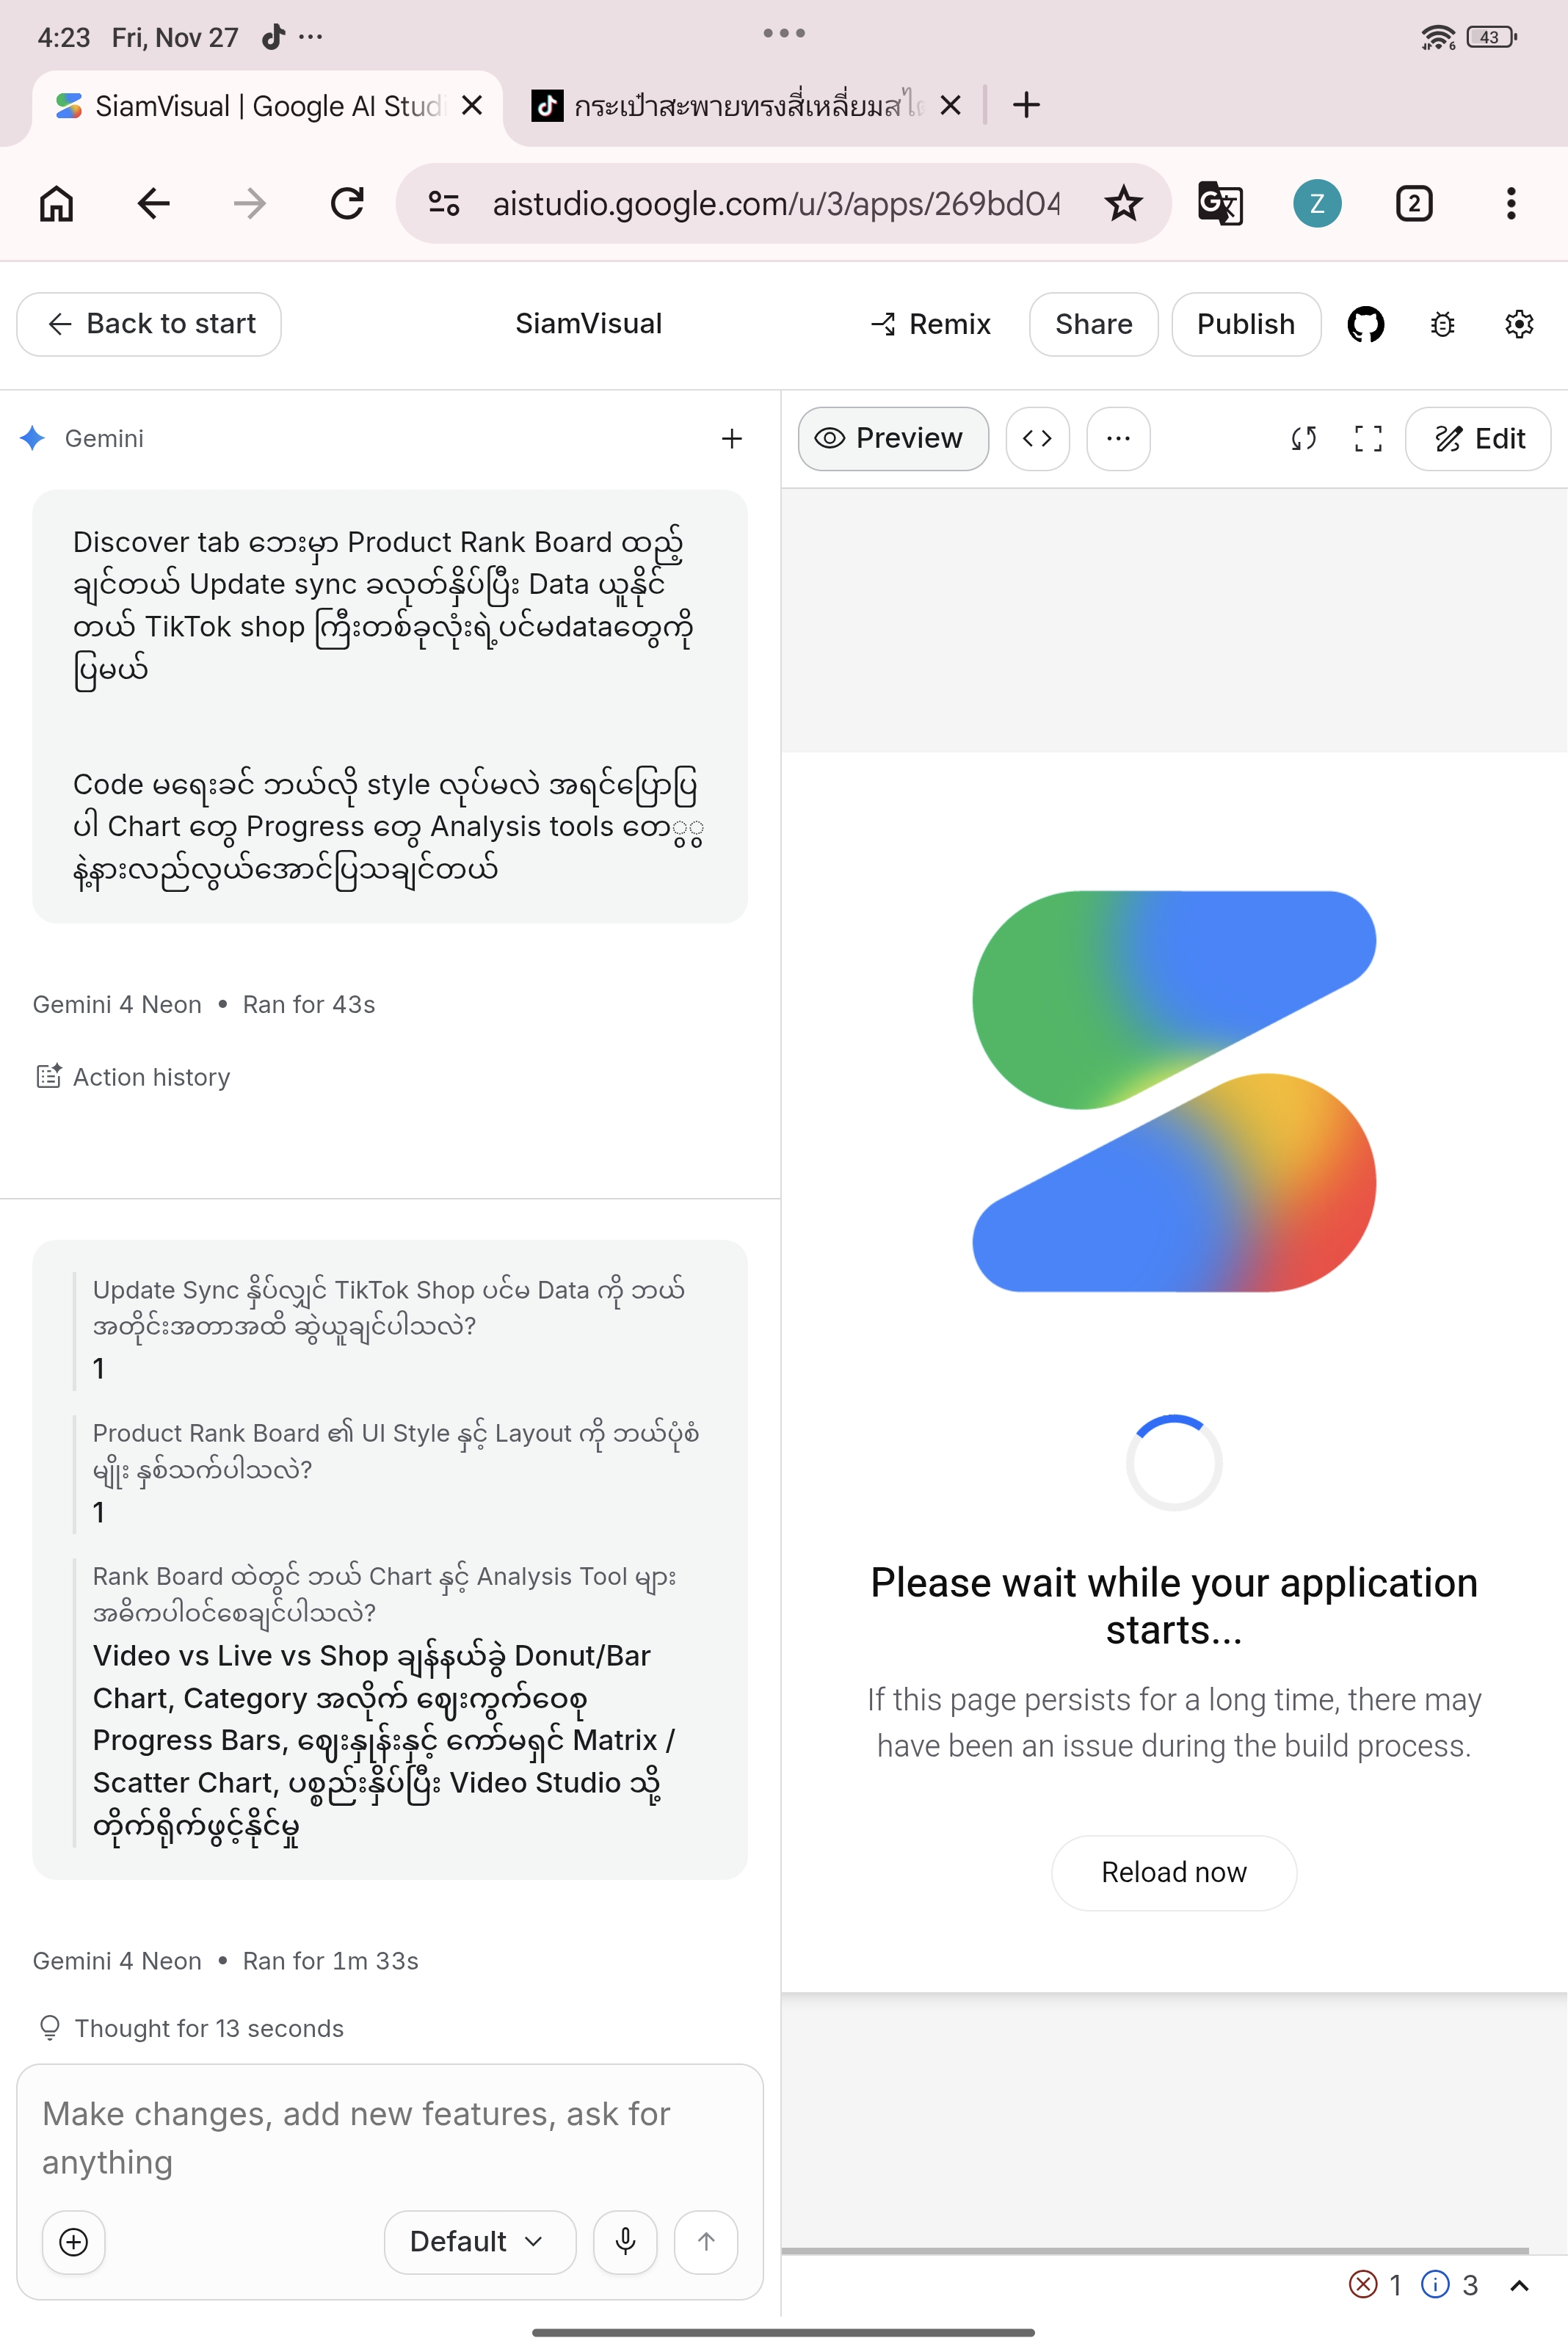 4:23 Fri, Nov 27
43
SiamVisual | Google AI Studi
กระเป๋าสะพายทรงสี่เหลี่ยมสไต
aistudio.google.com/u/3/apps/269bd04
Z
2
Back to start
SiamVisual
Remix
Share
Publish
Gemini
Preview
Edit
Discover tab ဘေးမှာ Product Rank Board ထည့်
ချင်တယ် Update sync ခလုတ်နှိပ်ပြီး Data ယူနိုင်
တယ် TikTok shop ကြီးတစ်ခုလုံးရဲ့ပင်မdataတွေကို
ပြမယ်
Code မရေးခင် ဘယ်လို style လုပ်မလဲ အရင်ပြောပြ
ပါ Chart တွေ Progress တွေ Analysis tools တေွွွ
နဲ့နားလည်လွယ်အောင်ပြသချင်တယ်
Gemini 4 Neon • Ran for 43s
Action history
Update Sync နှိပ်လျှင် TikTok Shop ပင်မ Data ကို ဘယ်
အတိုင်းအတာအထိ ဆွဲယူချင်ပါသလဲ?
1
Product Rank Board ၏ UI Style နှင့် Layout ကို ဘယ်ပုံစံ
မျိုး နှစ်သက်ပါသလဲ?
1
Rank Board ထဲတွင် ဘယ် Chart နှင့် Analysis Tool များ
အဓိကပါဝင်စေချင်ပါသလဲ?
Video vs Live vs Shop ချန်နယ်ခွဲ Donut/Bar
Chart, Category အလိုက် ဈေးကွက်ဝေစု
Progress Bars, ဈေးနှုန်းနှင့် ကော်မရှင် Matrix /
Scatter Chart, ပစ္စည်းနှိပ်ပြီး Video Studio သို့
တိုက်ရိုက်ဖွင့်နိုင်မှု
Gemini 4 Neon • Ran for 1m 33s
Thought for 13 seconds
Make changes, add new features, ask for
anything
Default
Please wait while your application
starts...
If this page persists for a long time, there may
have been an issue during the build process.
Reload now
1 3